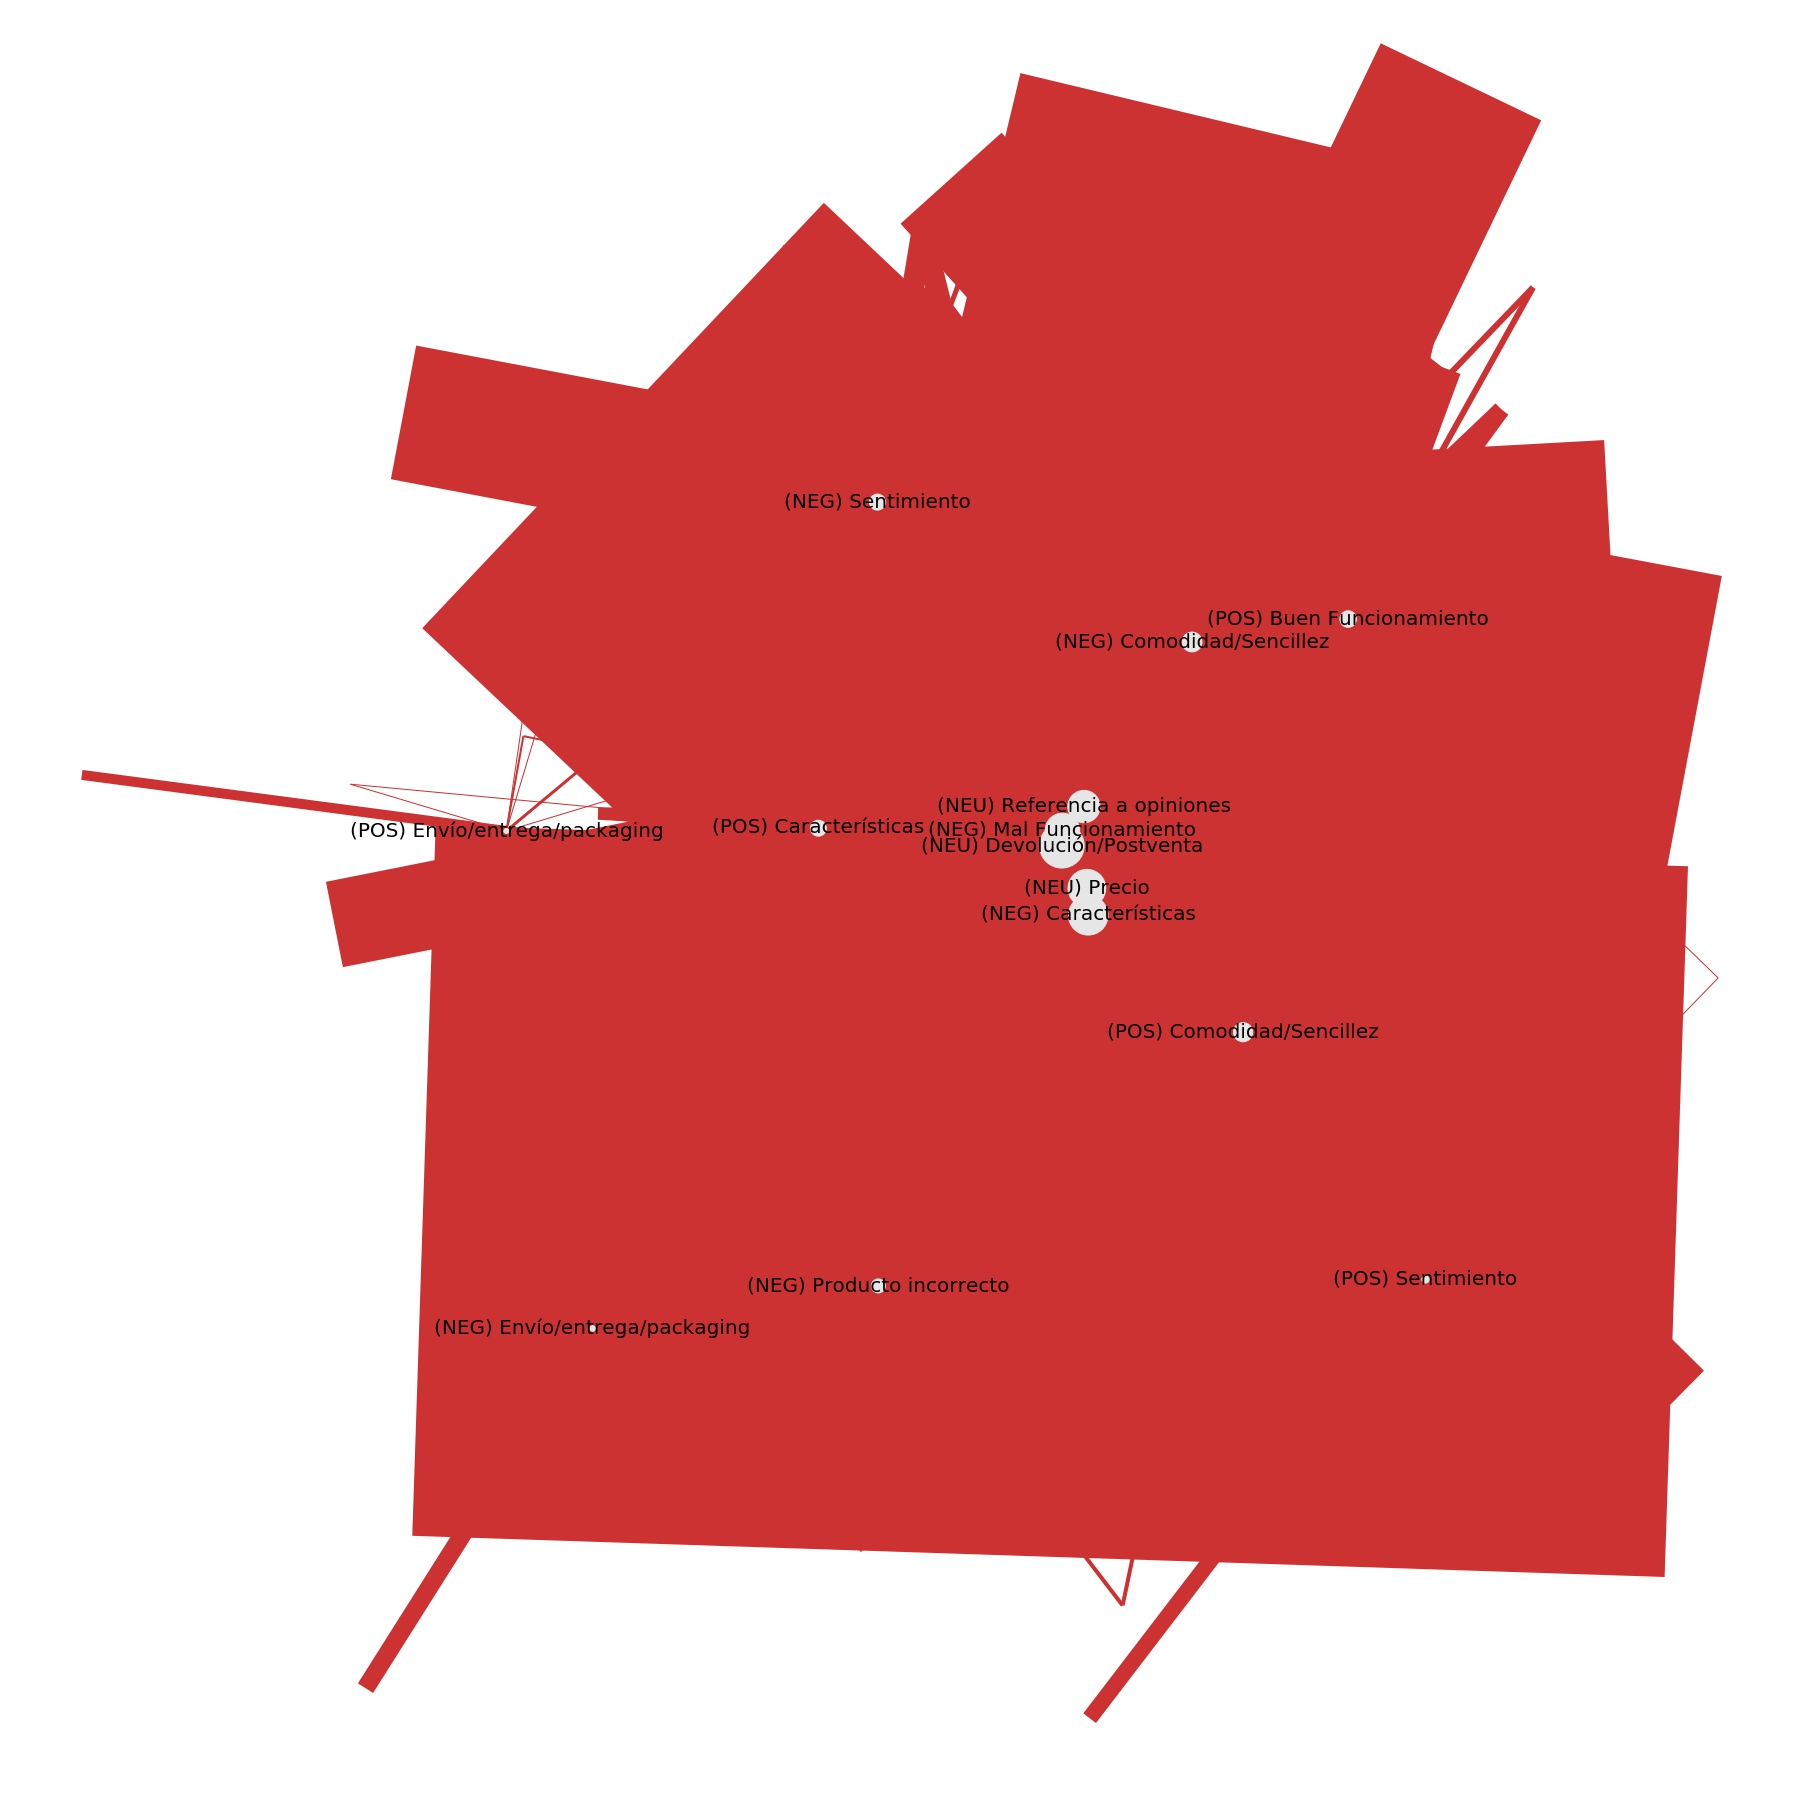 (NEG) Sentimiento
(POS) Buen Funcionamiento
(NEG) Comodidad/Sencillez
(NEU) Referencia a opiniones
(POS) Envío/entrega/packaging
(POS) Características
(NEG) Mal Funcionamiento
(NEU) Devolución/Postventa
(NEU) Precio
(NEG) Características
(POS) Comodidad/Sencillez
(POS) Sentimiento
(NEG) Producto incorrecto
(NEG) Envío/entrega/packaging